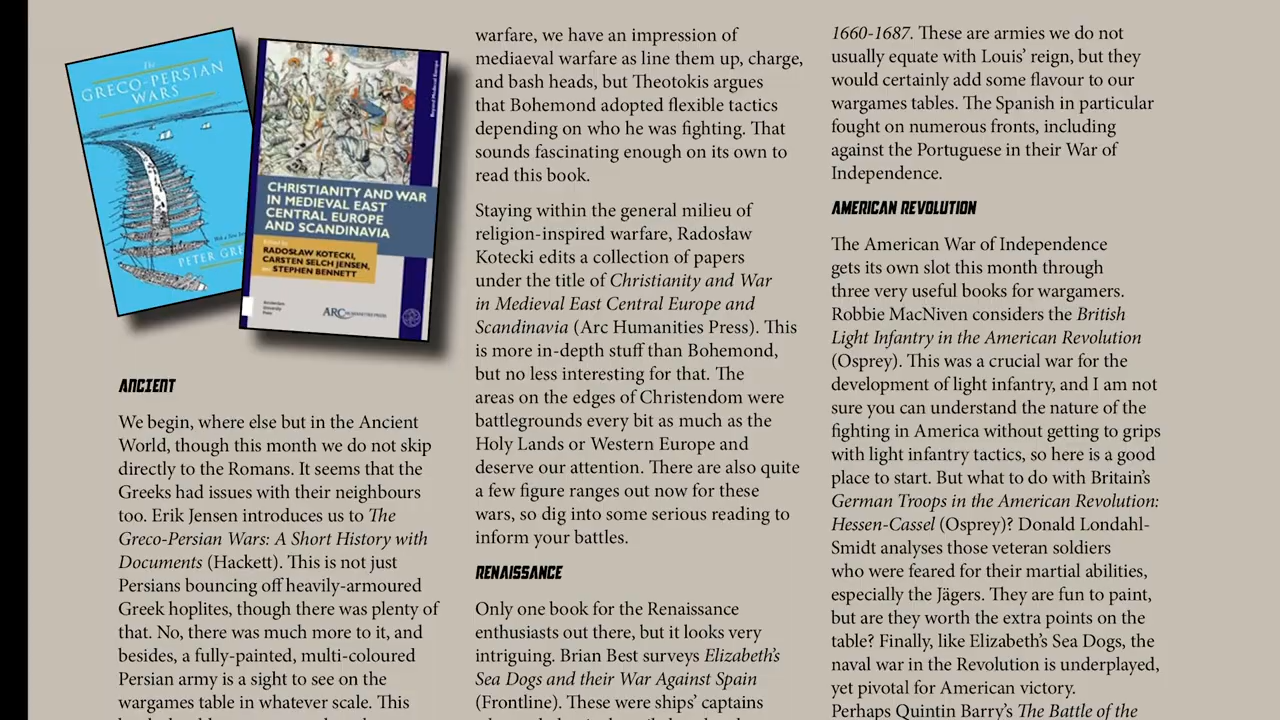 The
GRECO-PERSIAN
WARS
PETER
CHRISTIANITY AND WAR
IN MEDIEVAL EAST
CENTRAL EUROPE
AND SCANDINAVIA
Edited by
RADOSŁAW KOTECKI,
CARSTEN SELCH JENSEN,
and STEPHEN BENNETT
ARC HUMANITIES PRESS
Amsterdam
University
Press
Beyond Medieval Europe
ANCIENT
We begin, where else but in the Ancient
World, though this month we do not skip
directly to the Romans. It seems that the
Greeks had issues with their neighbours
too. Erik Jensen introduces us to The
Greco-Persian Wars: A Short History with
Documents (Hackett). This is not just
Persians bouncing off heavily-armoured
Greek hoplites, though there was plenty of
that. No, there was much more to it, and
besides, a fully-painted, multi-coloured
Persian army is a sight to see on the
wargames table in whatever scale. This
warfare, we have an impression of
mediaeval warfare as line them up, charge,
and bash heads, but Theotokis argues
that Bohemond adopted flexible tactics
depending on who he was fighting. That
sounds fascinating enough on its own to
read this book.
Staying within the general milieu of
religion-inspired warfare, Radosław
Kotecki edits a collection of papers
under the title of Christianity and War
in Medieval East Central Europe and
Scandinavia (Arc Humanities Press). This
is more in-depth stuff than Bohemond,
but no less interesting for that. The
areas on the edges of Christendom were
battlegrounds every bit as much as the
Holy Lands or Western Europe and
deserve our attention. There are also quite
a few figure ranges out now for these
wars, so dig into some serious reading to
inform your battles.
RENAISSANCE
Only one book for the Renaissance
enthusiasts out there, but it looks very
intriguing. Brian Best surveys Elizabeth's
Sea Dogs and their War Against Spain
(Frontline). These were ships' captains
1660-1687. These are armies we do not
usually equate with Louis' reign, but they
would certainly add some flavour to our
wargames tables. The Spanish in particular
fought on numerous fronts, including
against the Portuguese in their War of
Independence.
AMERICAN REVOLUTION
The American War of Independence
gets its own slot this month through
three very useful books for wargamers.
Robbie MacNiven considers the British
Light Infantry in the American Revolution
(Osprey). This was a crucial war for the
development of light infantry, and I am not
sure you can understand the nature of the
fighting in America without getting to grips
with light infantry tactics, so here is a good
place to start. But what to do with Britain's
German Troops in the American Revolution:
Hessen-Cassel (Osprey)? Donald Londahl-
Smidt analyses those veteran soldiers
who were feared for their martial abilities,
especially the Jägers. They are fun to paint,
but are they worth the extra points on the
table? Finally, like Elizabeth's Sea Dogs, the
naval war in the Revolution is underplayed,
yet pivotal for American victory.
Perhaps Quintin Barry's The Battle of the